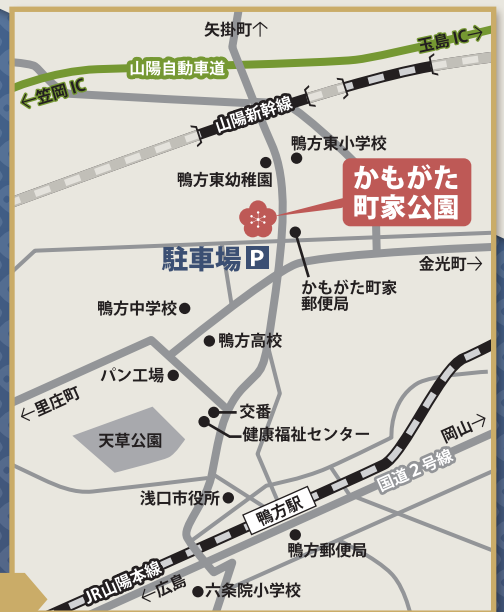 矢掛町↑
玉島 IC→
山陽自動車道
←笠岡 IC
山陽新幹線
鴨方東小学校
鴨方東幼稚園
かもがた
町家公園
駐車場 P
金光町→
かもがた町家
郵便局
鴨方中学校
鴨方高校
パン工場
←里庄町
交番
天草公園
健康福祉センター
岡山→
国道２号線
浅口市役所
鴨方駅
鴨方郵便局
JR山陽本線
←広島
六条院小学校